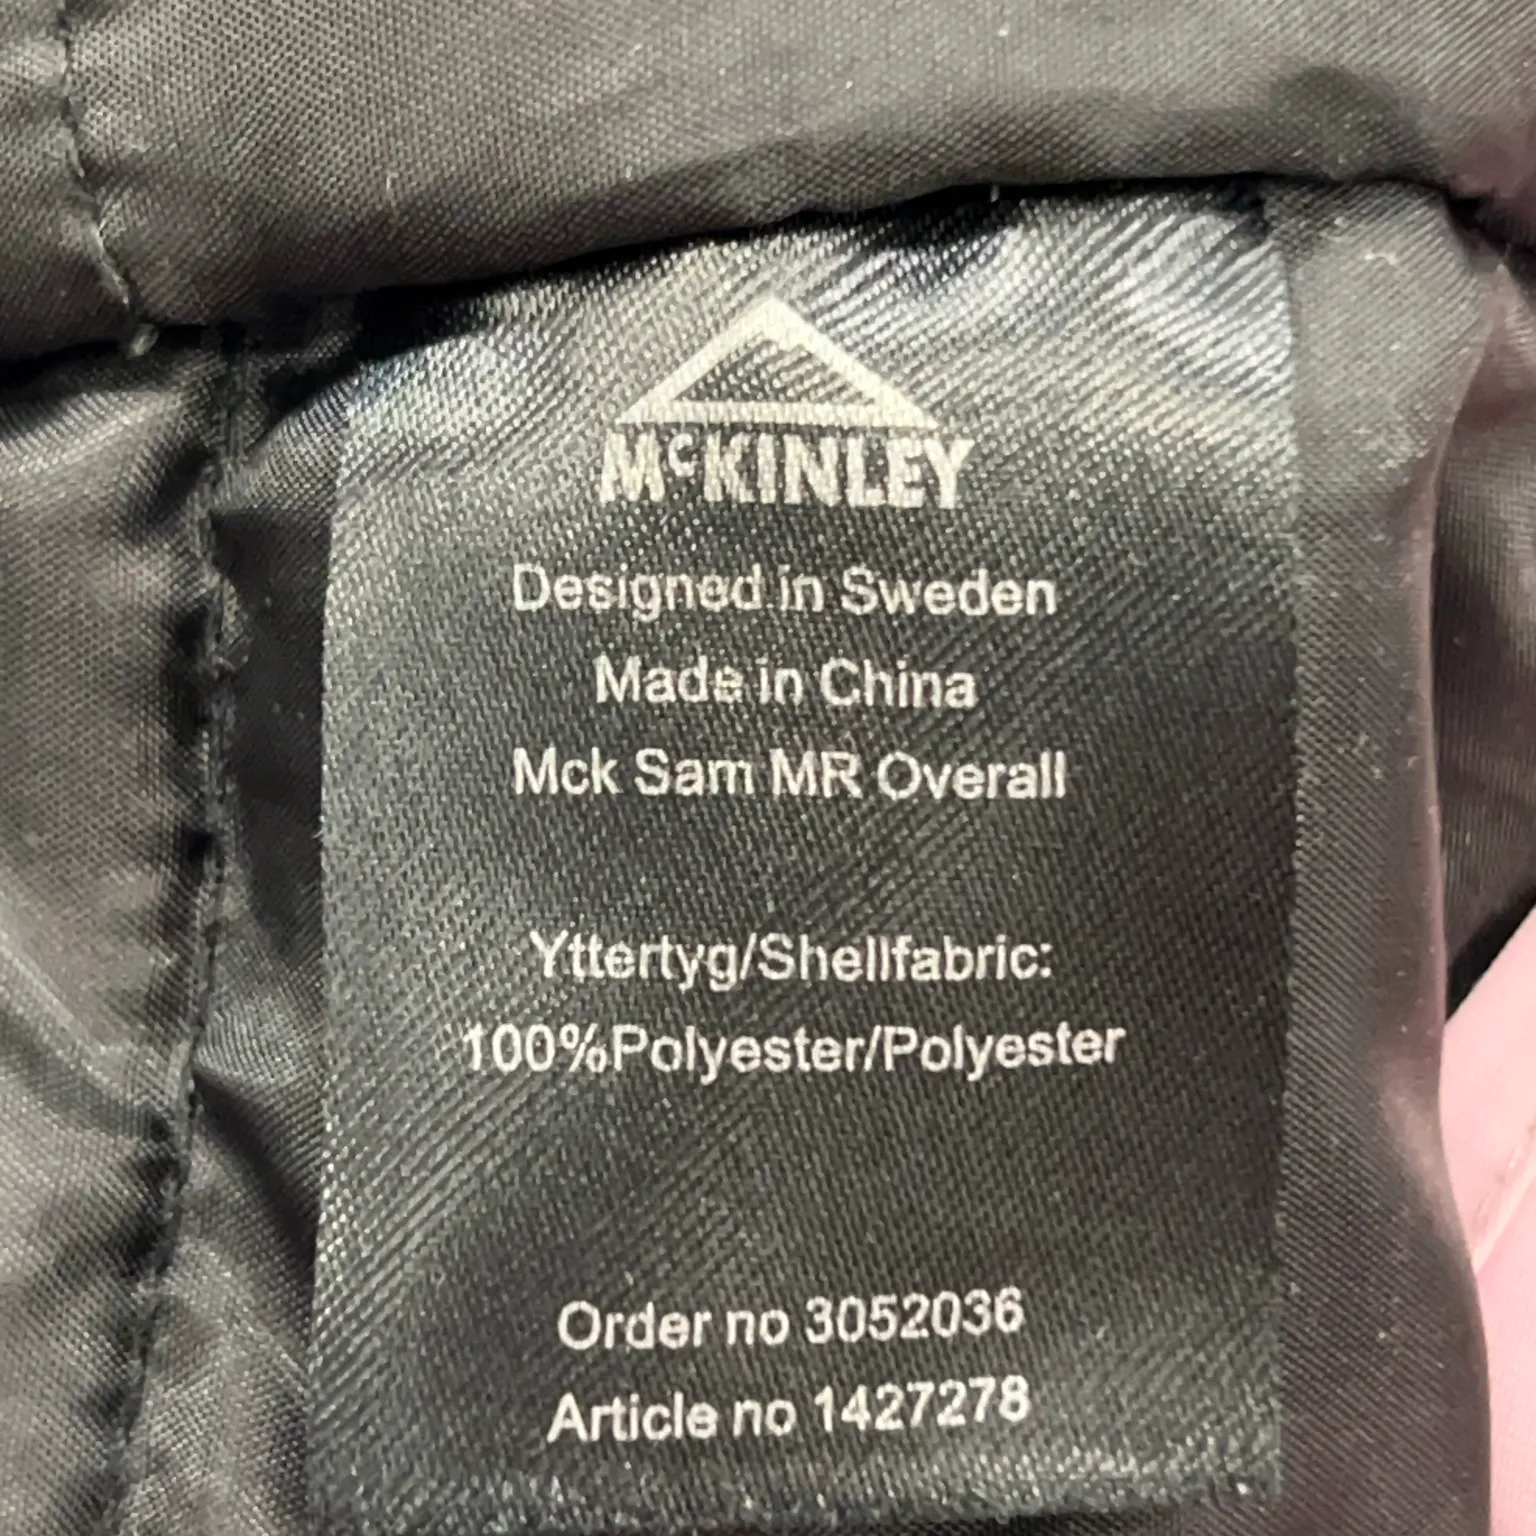 McKINLEY
Designed in Sweden
Made in China
Mck Sam MR Overall
Yttertyg/Shellfabric:
100%Polyester/Polyester
Order no 3052036
Article no 1427278